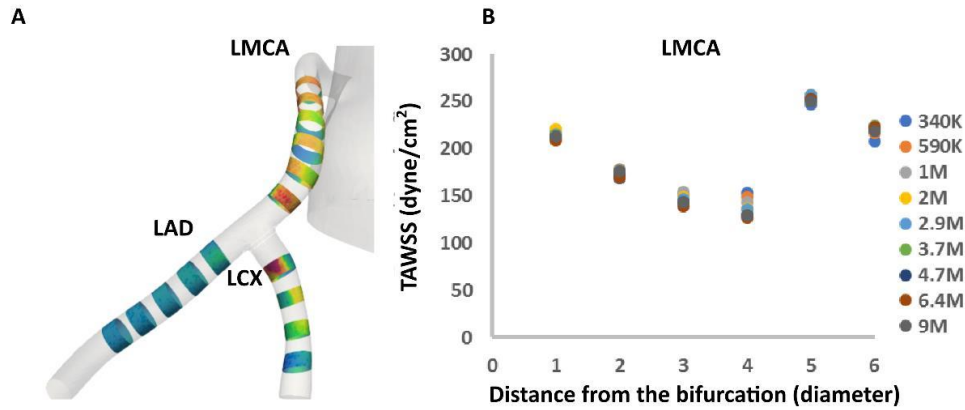 A
LMCA
LAD
LCX
B
LMCA
TAWSS (dyne/cm²)
300
250
200
150
100
50
0
0 1 2 3 4 5 6
Distance from the bifurcation (diameter)
340K
590K
1M
2M
2.9M
3.7M
4.7M
6.4M
9M